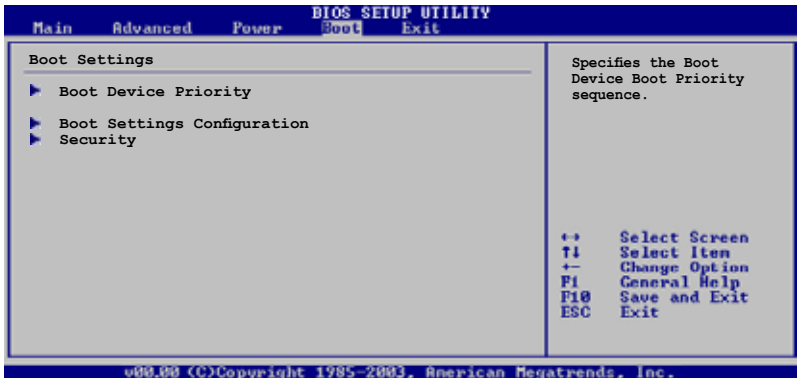 BIOS SETUP UTILITY
Main Advanced Power Boot Exit
Boot Settings
Boot Device Priority
Boot Settings Configuration
Security
Specifies the Boot
Device Boot Priority
sequence.
←→ Select Screen
↑↓ Select Item
+- Change Option
F1 General Help
F10 Save and Exit
ESC Exit
v00.00 (C)Copyright 1985-2003, American Megatrends, Inc.